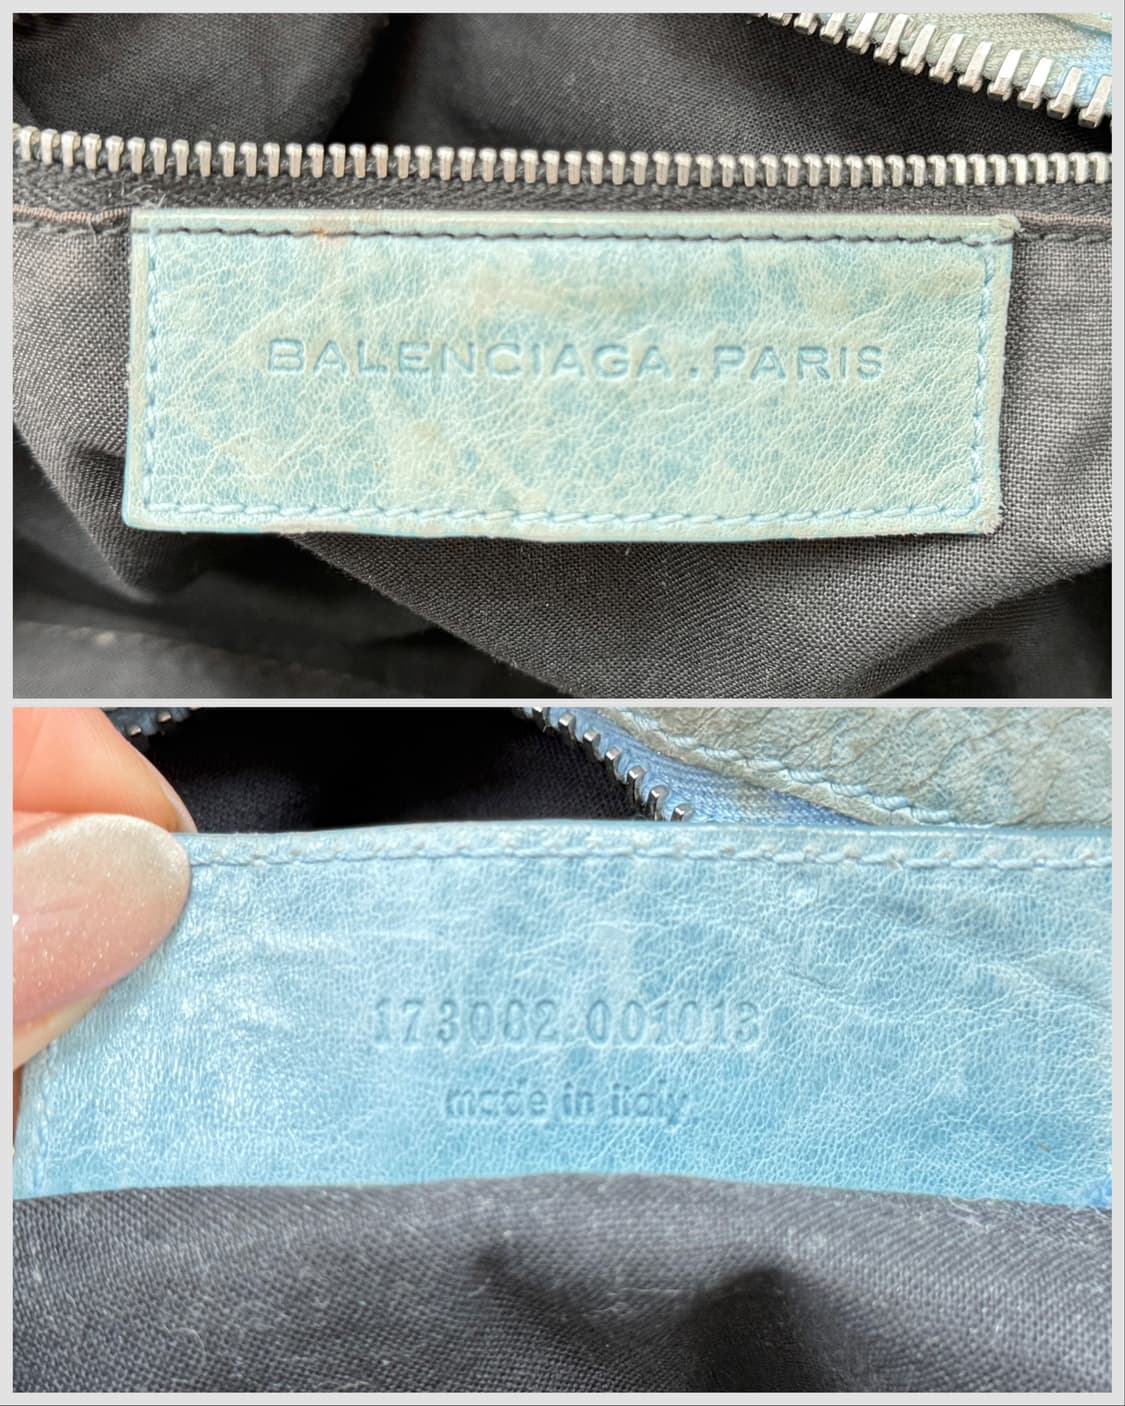 BALENCIAGA.PARIS
173082.001013
made in italy